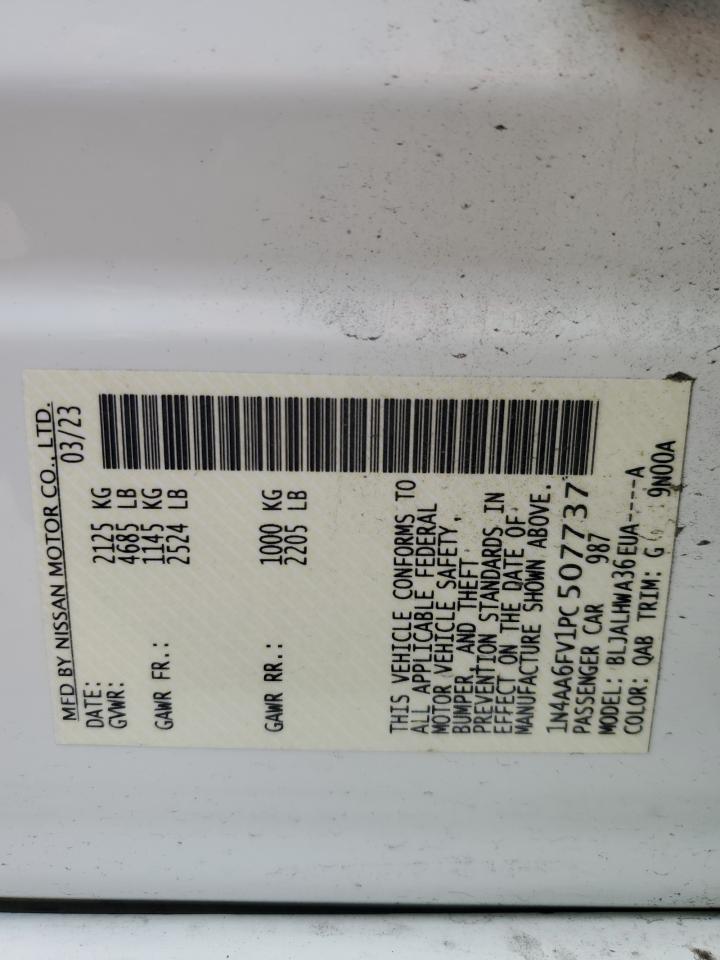 MFD BY NISSAN MOTOR CO., LTD.
DATE: 03/23
GVWR: 2125 KG
4685 LB
GAWR FR.: 1145 KG
2524 LB
GAWR RR.: 1000 KG
2205 LB
THIS VEHICLE CONFORMS TO
ALL APPLICABLE FEDERAL
MOTOR VEHICLE SAFETY,
BUMPER, AND THEFT
PREVENTION STANDARDS IN
EFFECT ON THE DATE OF
MANUFACTURE SHOWN ABOVE.
1N4AA6FV1PC507737
PASSENGER CAR 987
MODEL: BLJALHWA36EUA----A
COLOR: QAB TRIM: G 9N00A